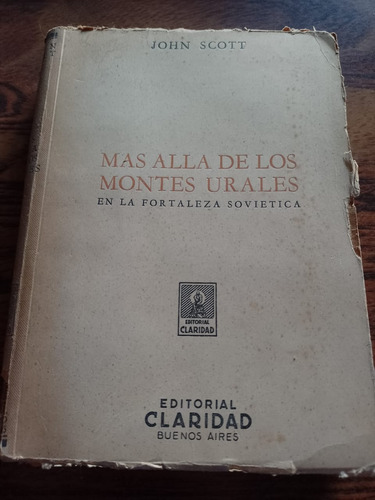 JOHN SCOTT
MAS ALLA DE LOS
MONTES URALES
EN LA FORTALEZA SOVIETICA
EDITORIAL
CLARIDAD
EDITORIAL
CLARIDAD
BUENOS AIRES